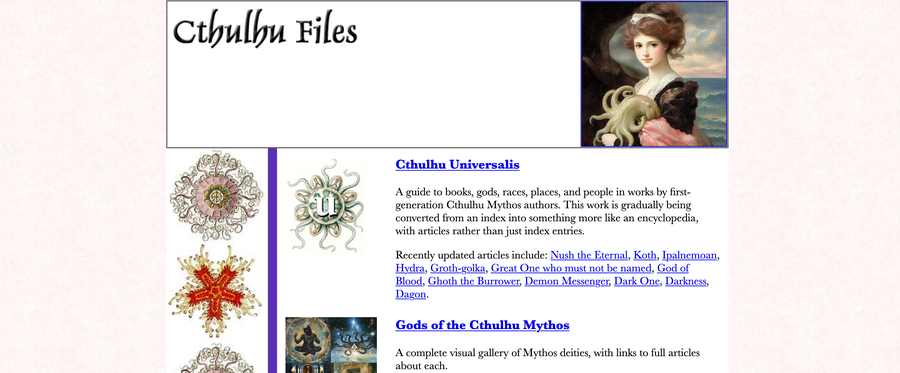 Cthulhu Files
Cthulhu Universalis
A guide to books, gods, races, places, and people in works by first-
generation Cthulhu Mythos authors. This work is gradually being
converted from an index into something more like an encyclopedia,
with articles rather than just index entries.
Recently updated articles include: Nush the Eternal, Koth, Ipalnemoan,
Hydra, Groth-golka, Great One who must not be named, God of
Blood, Ghoth the Burrower, Demon Messenger, Dark One, Darkness,
Dagon.
ü
Gods of the Cthulhu Mythos
A complete visual gallery of Mythos deities, with links to full articles
about each.